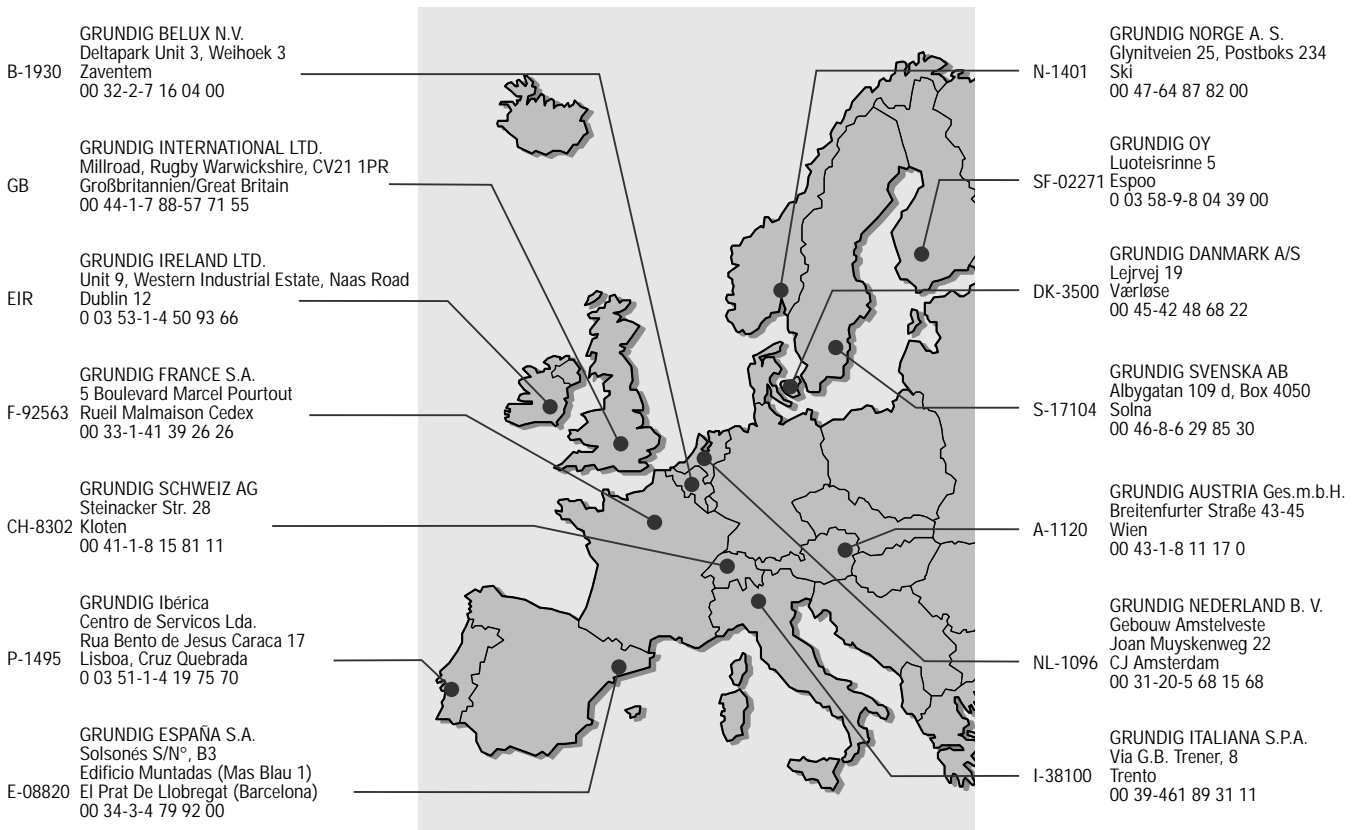 GRUNDIG BELUX N.V.
Deltapark Unit 3, Weihoek 3
B-1930 Zaventem
00 32-2-7 16 04 00
GRUNDIG INTERNATIONAL LTD.
Millroad, Rugby Warwickshire, CV21 1PR
GB Großbritannien/Great Britain
00 44-1-7 88-57 71 55
GRUNDIG IRELAND LTD.
Unit 9, Western Industrial Estate, Naas Road
EIR Dublin 12
0 03 53-1-4 50 93 66
GRUNDIG FRANCE S.A.
5 Boulevard Marcel Pourtout
F-92563 Rueil Malmaison Cedex
00 33-1-41 39 26 26
GRUNDIG SCHWEIZ AG
Steinacker Str. 28
CH-8302 Kloten
00 41-1-8 15 81 11
GRUNDIG Ibérica
Centro de Servicos Lda.
Rua Bento de Jesus Caraca 17
P-1495 Lisboa, Cruz Quebrada
0 03 51-1-4 19 75 70
GRUNDIG ESPAÑA S.A.
Solsonés S/N°, B3
Edificio Muntadas (Mas Blau 1)
E-08820 El Prat De Llobregat (Barcelona)
00 34-3-4 79 92 00
GRUNDIG NORGE A. S.
Glynitveien 25, Postboks 234
N-1401 Ski
00 47-64 87 82 00
GRUNDIG OY
Luoteisrinne 5
SF-02271 Espoo
0 03 58-9-8 04 39 00
GRUNDIG DANMARK A/S
Lejrvej 19
DK-3500 Værløse
00 45-42 48 68 22
GRUNDIG SVENSKA AB
Albygatan 109 d, Box 4050
S-17104 Solna
00 46-8-6 29 85 30
GRUNDIG AUSTRIA Ges.m.b.H.
Breitenfurter Straße 43-45
A-1120 Wien
00 43-1-8 11 17 0
GRUNDIG NEDERLAND B. V.
Gebouw Amstelveste
Joan Muyskenweg 22
NL-1096 CJ Amsterdam
00 31-20-5 68 15 68
GRUNDIG ITALIANA S.P.A.
Via G.B. Trener, 8
I-38100 Trento
00 39-461 89 31 11